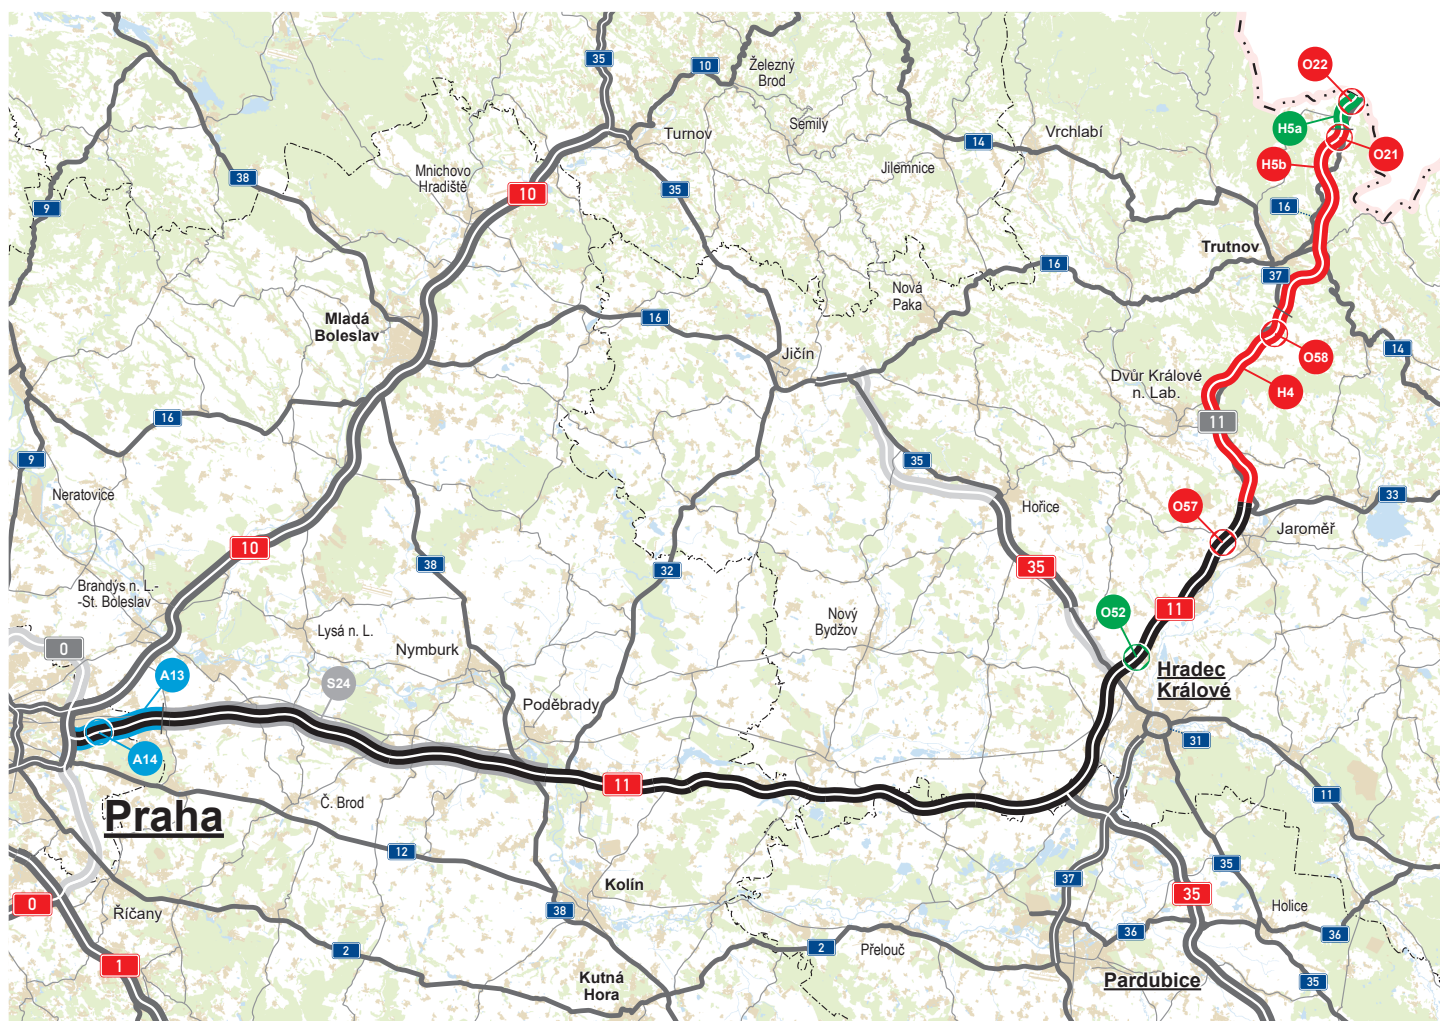 O22
35
10
Železný
Brod
H5a
Semily
Turnov
Vrchlabí
14
O21
Jilemnice
H5b
Mnichovo
Hradiště
38
35
10
9
16
Trutnov
16
37
Nová
Paka
Mladá
Boleslav
16
14
Jičín
O58
Dvůr Králové
n. Lab.
H4
16
11
9
35
Neratovice
33
Hořice
O57
Jaroměř
10
38
32
35
Brandýs n. L.-
-St. Boleslav
11
O52
Nový
Bydžov
Lysá n. L.
0
Nymburk
Hradec
Králové
A13
S24
Poděbrady
31
A14
11
11
Č. Brod
Praha
12
35
37
Kolín
35
0
Holice
Říčany
38
36
36
2
2
Přelouč
1
Kutná
Hora
Pardubice
35